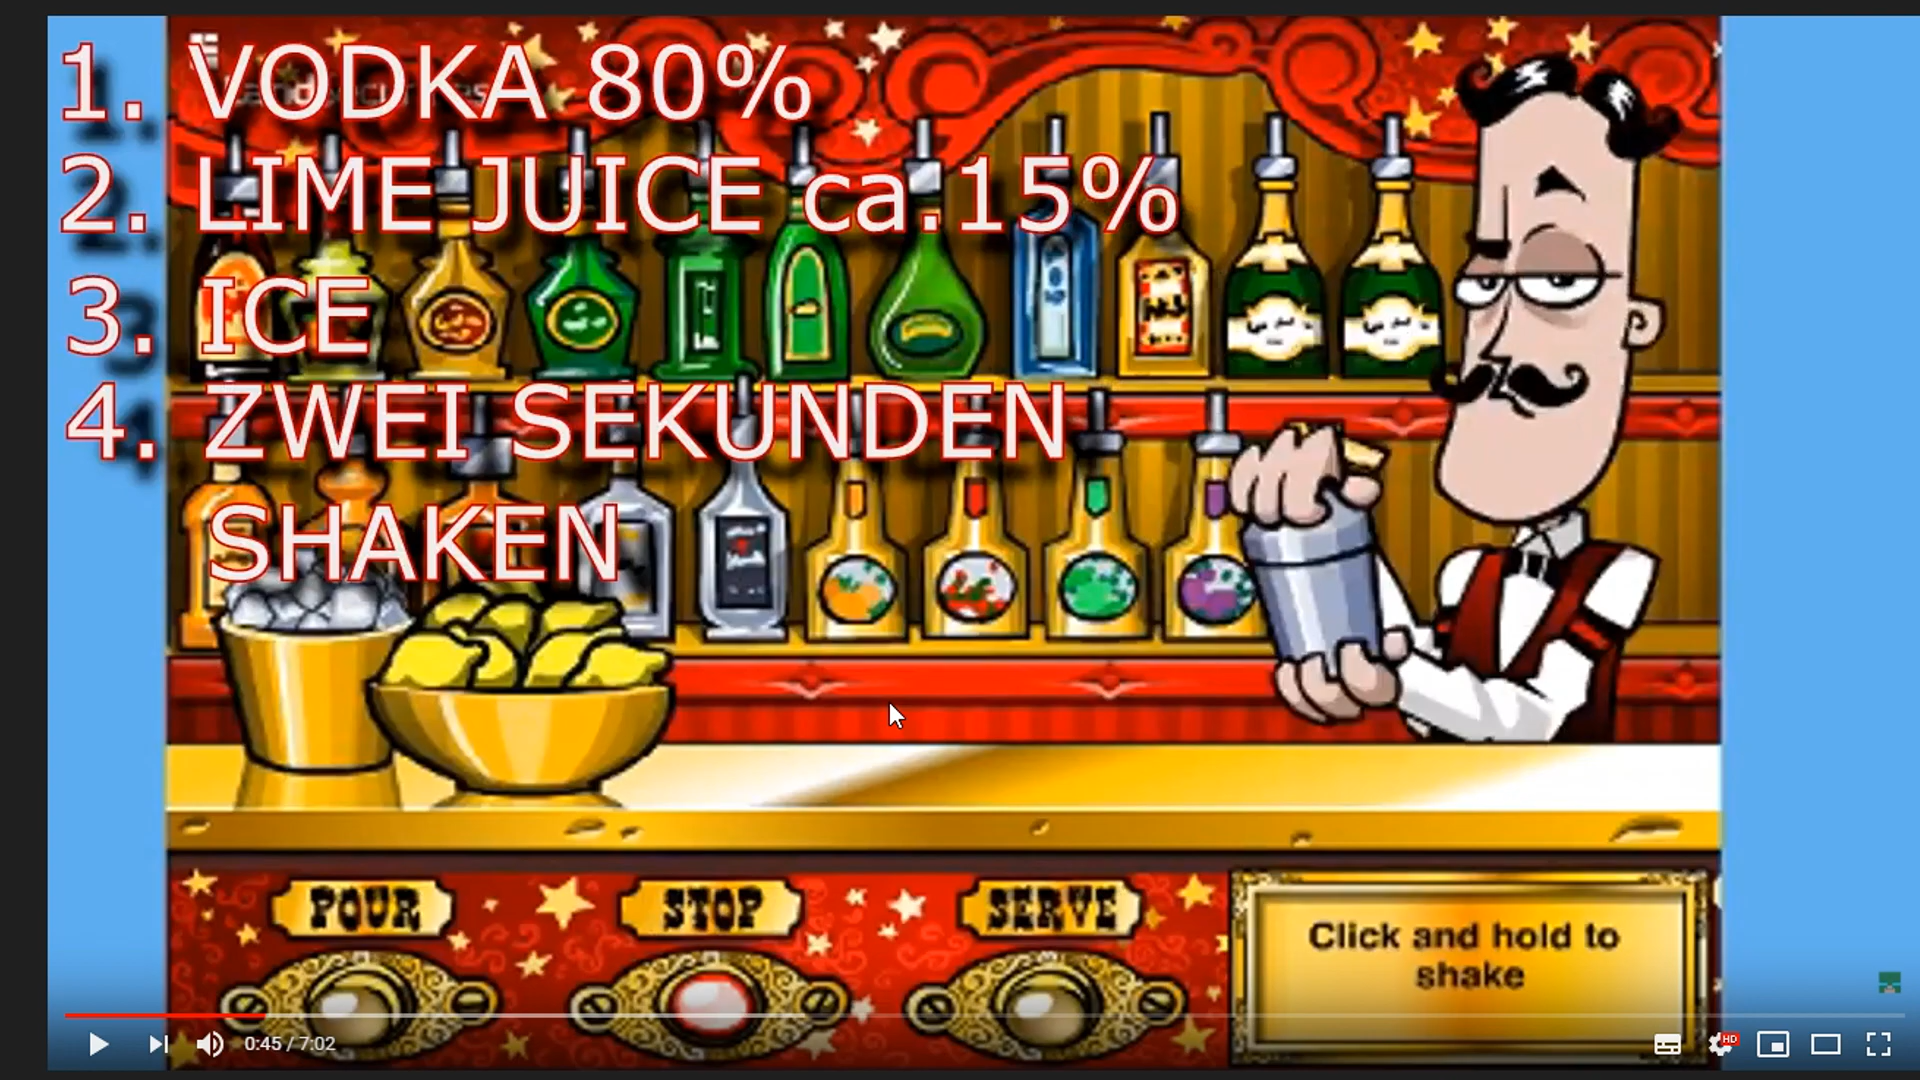 1. VODKA 80%
2. LIME JUICE ca.15%
3. ICE
4. ZWEI SEKUNDEN
SHAKEN
POUR
STOP
SERVE
Click and hold to
shake
0:45 / 7:02
HD